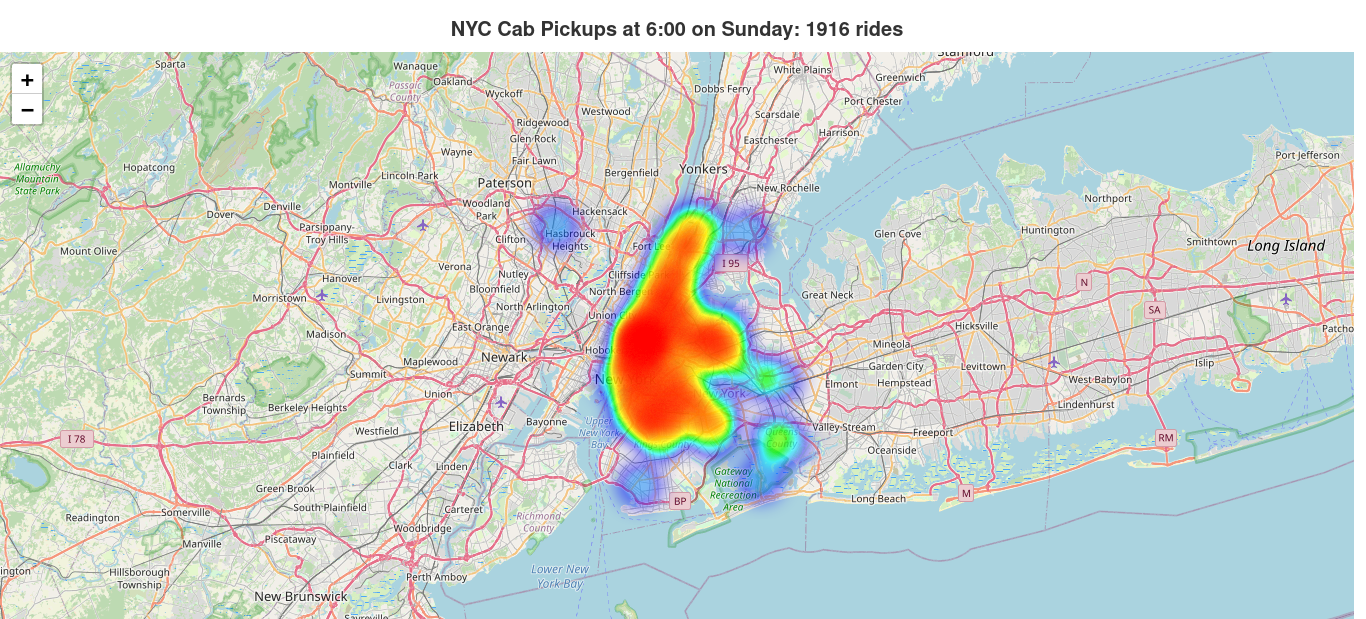 NYC Cab Pickups at 6:00 on Sunday: 1916 rides
+
−
Sparta
Wanaque
Oakland
Passaic
County
Wyckoff
Westwood
Dobbs Ferry
White Plains
Stamford
Greenwich
Port Chester
Scarsdale
Harrison
Eastchester
Ridgewood
Glen Rock
Fair Lawn
Wayne
Lincoln Park
Montville
Hopatcong
Allamuchy
Mountain
State Park
Bergenfield
Yonkers
New Rochelle
Paterson
Woodland
Park
Hackensack
Denville
Dover
Parsippany-
Troy Hills
Clifton
Hasbrouck
Heights
Fort Lee
Port Jefferson
Northport
Huntington
Smithtown
Long Island
Glen Cove
Mount Olive
Verona
Nutley
Bloomfield
Cliffside Park
I 95
North Bergen
Great Neck
Hanover
Morristown
Livingston
North Arlington
Union C
N
SA
Madison
East Orange
Hicksville
Patcho
Maplewood
Newark
Hobo
Mineola
Garden City
Levittown
Islip
Summit
New
New York
Elmont
Hempstead
West Babylon
Bernards
Township
Berkeley Heights
Union
Lindenhurst
Elizabeth
Bayonne
Upper
New York
Bay
Valley Stream
Freeport
I 78
Westfield
Queens
County
RM
Oceanside
Plainfield
Clark
Linden
Gateway
National
Recreation
Area
Green Brook
South Plainfield
Carteret
BP
Long Beach
M
Readington
Somerville
Richmond
County
Woodbridge
Manville
Piscataway
ington
Hillsborough
Township
Perth Amboy
Lower New
York Bay
New Brunswick
Sayreville